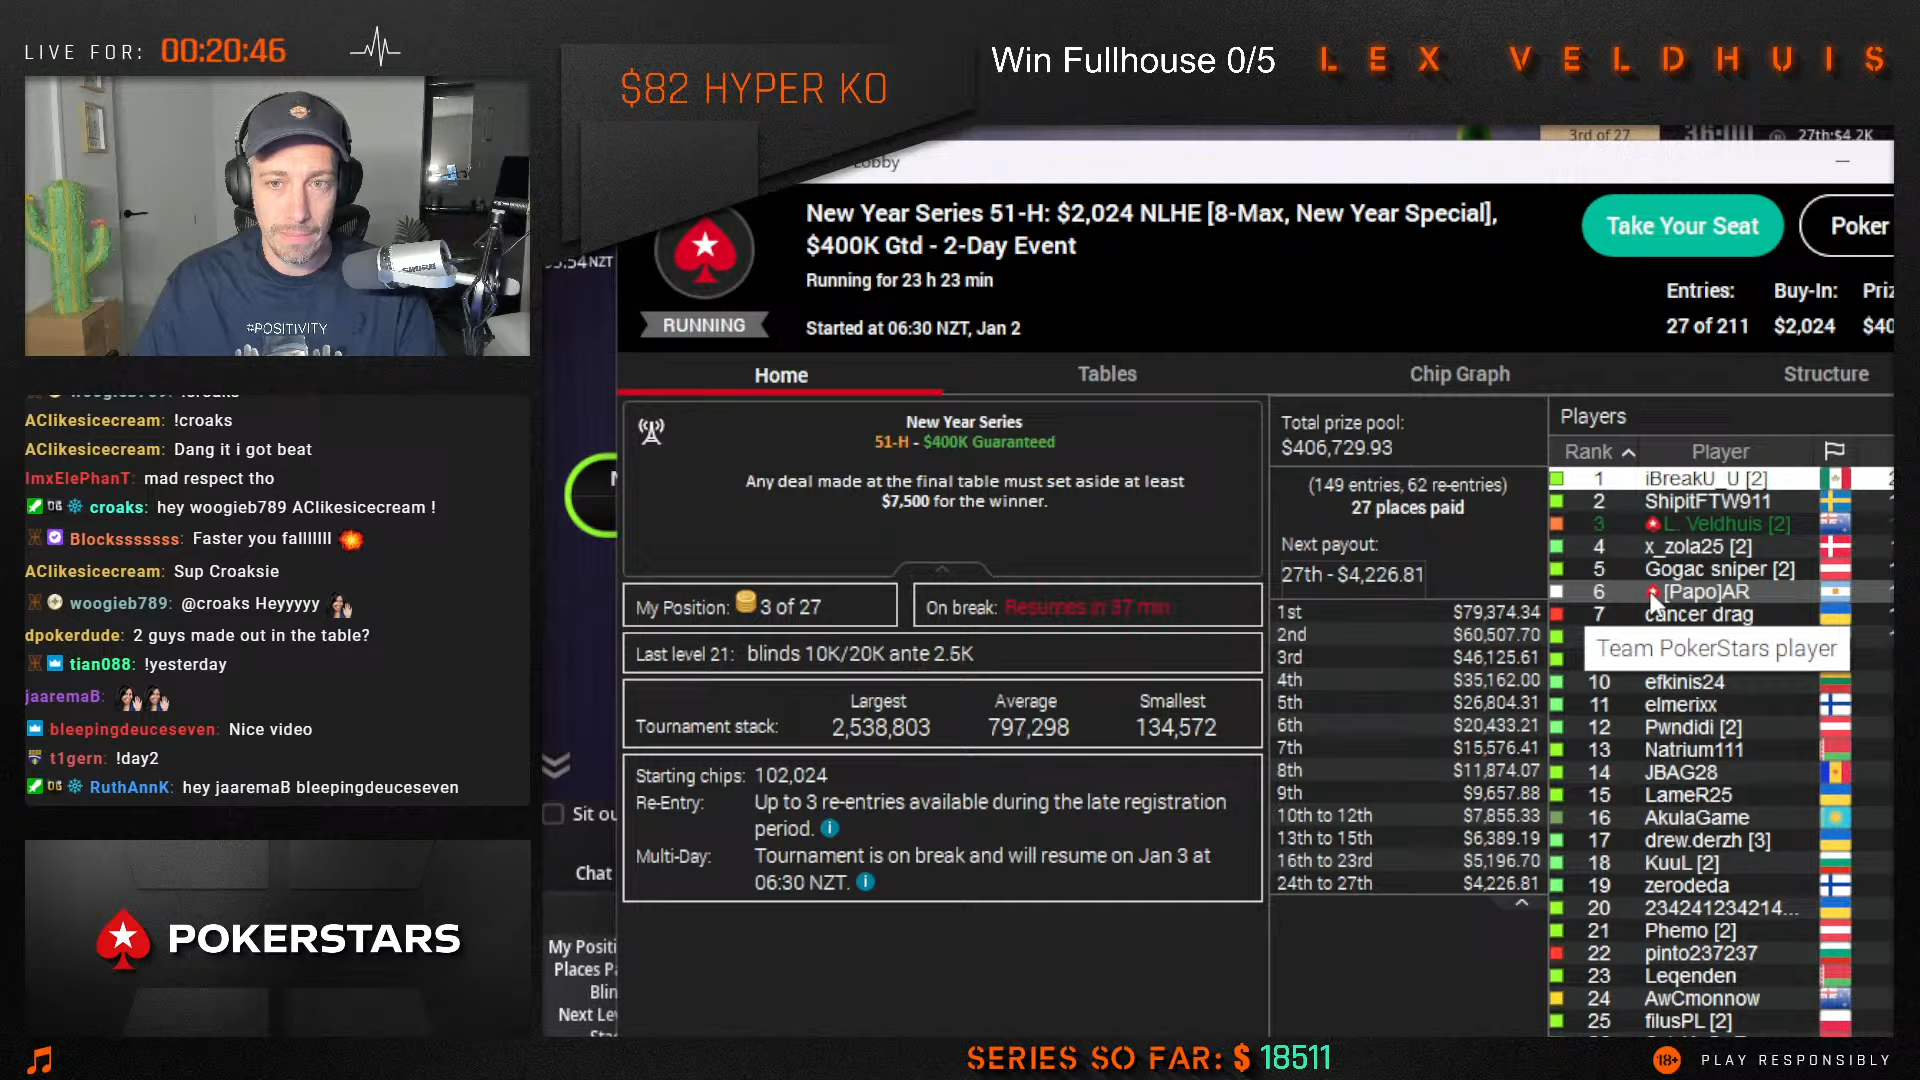 LIVE FOR: 00:20:46
$82 HYPER KO
Win Fullhouse 0/5
LEX VELDHUIS
#POSITIVITY
SHURE
AClikesicecream: !croaks
AClikesicecream: Dang it i got beat
ImxElePhanT: mad respect tho
croaks: hey woogieb789 AClikesicecream !
Blocksssssss: Faster you fallllllll
AClikesicecream: Sup Croaksie
woogieb789: @croaks Heyyyyy
dpokerdude: 2 guys made out in the table?
tian088: !yesterday
jaaremaB:
bleepingdeuceseven: Nice video
t1gern: !day2
RuthAnnK: hey jaaremaB bleepingdeuceseven
POKERSTARS
NZT
Sit ou
Chat
My Positi
Places P
Blin
Next Le
3rd of 27
27th:$4.2K
obby
New Year Series 51-H: $2,024 NLHE [8-Max, New Year Special],
$400K Gtd - 2-Day Event
Running for 23 h 23 min
Started at 06:30 NZT, Jan 2
RUNNING
Take Your Seat
Poker
Entries: Buy-In: Priz
27 of 211 $2,024 $40
Home Tables Chip Graph Structure
New Year Series
51-H - $400K Guaranteed
Any deal made at the final table must set aside at least
$7,500 for the winner.
My Position: 3 of 27
On break: Resumes in 37 min
Last level 21: blinds 10K/20K ante 2.5K
Largest Average Smallest
Tournament stack: 2,538,803 797,298 134,572
Starting chips: 102,024
Re-Entry: Up to 3 re-entries available during the late registration
period.
Multi-Day: Tournament is on break and will resume on Jan 3 at
06:30 NZT.
Total prize pool:
$406,729.93
(149 entries, 62 re-entries)
27 places paid
Next payout:
27th - $4,226.81
1st $79,374.34
2nd $60,507.70
3rd $46,125.61
4th $35,162.00
5th $26,804.31
6th $20,433.21
7th $15,576.41
8th $11,874.07
9th $9,657.88
10th to 12th $7,855.33
13th to 15th $6,389.19
16th to 23rd $5,196.70
24th to 27th $4,226.81
Players
Rank Player
1 iBreakU_U [2]
2 ShipitFTW911
3 L. Veldhuis [2]
4 x_zola25 [2]
5 Gogac sniper [2]
6 [Papo]AR
7 cancer drag
Team PokerStars player
10 efkinis24
11 elmerixx
12 Pwndidi [2]
13 Natrium111
14 JBAG28
15 LameR25
16 AkulaGame
17 drew.derzh [3]
18 KuuL [2]
19 zerodeda
20 234241234214...
21 Phemo [2]
22 pinto237237
23 Leqenden
24 AwCmonnow
25 filusPL [2]
SERIES SO FAR: $ 18511
18+ PLAY RESPONSIBLY